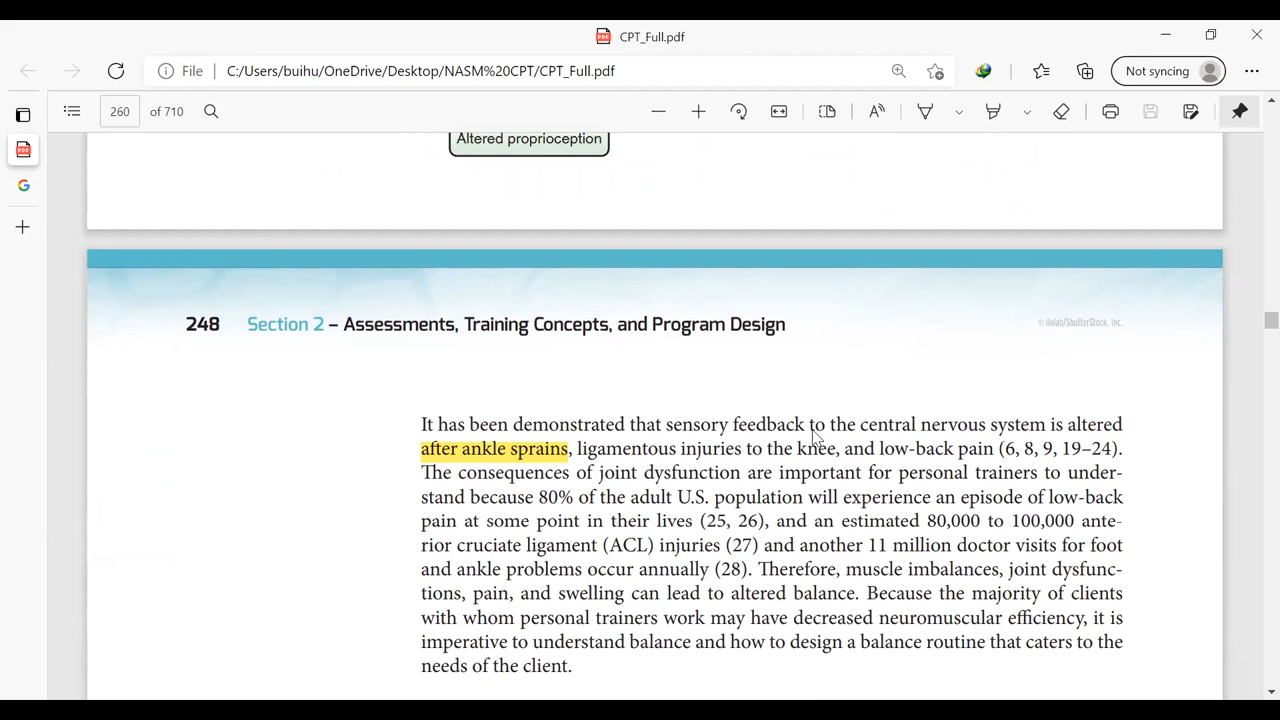 CPT_Full.pdf
File C:/Users/buihu/OneDrive/Desktop/NASM%20CPT/CPT_Full.pdf Not syncing
260 of 710
Altered proprioception
248 Section 2 – Assessments, Training Concepts, and Program Design © ilolab/ShutterStock, Inc.
It has been demonstrated that sensory feedback to the central nervous system is altered
after ankle sprains, ligamentous injuries to the knee, and low-back pain (6, 8, 9, 19–24).
The consequences of joint dysfunction are important for personal trainers to under-
stand because 80% of the adult U.S. population will experience an episode of low-back
pain at some point in their lives (25, 26), and an estimated 80,000 to 100,000 ante-
rior cruciate ligament (ACL) injuries (27) and another 11 million doctor visits for foot
and ankle problems occur annually (28). Therefore, muscle imbalances, joint dysfunc-
tions, pain, and swelling can lead to altered balance. Because the majority of clients
with whom personal trainers work may have decreased neuromuscular efficiency, it is
imperative to understand balance and how to design a balance routine that caters to the
needs of the client.